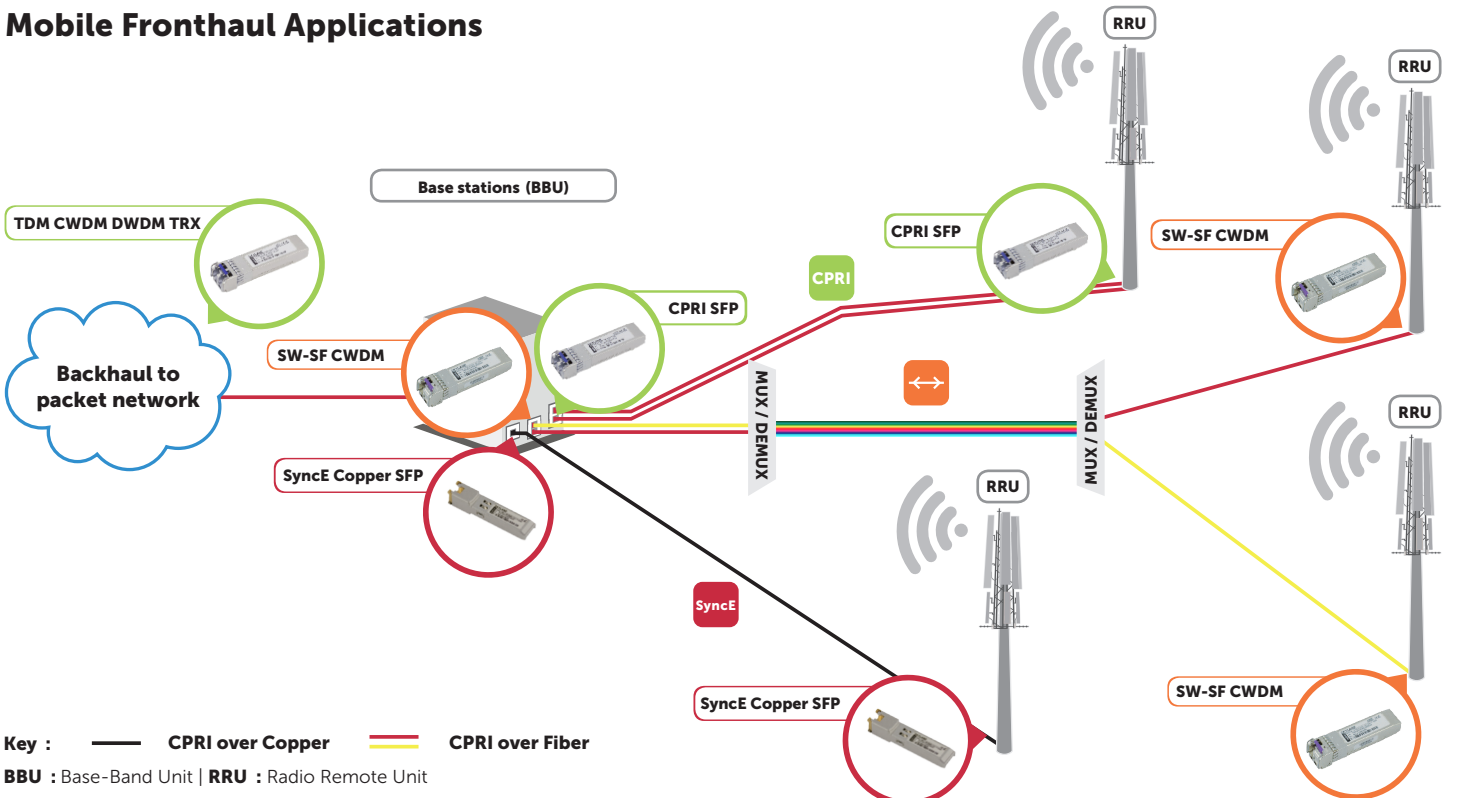 Mobile Fronthaul Applications
RRU
RRU
Base stations (BBU)
TDM CWDM DWDM TRX
CPRI SFP
SW-SF CWDM
CPRI
CPRI SFP
SW-SF CWDM
Backhaul to
packet network
MUX / DEMUX
MUX / DEMUX
RRU
SyncE Copper SFP
RRU
SyncE
SyncE Copper SFP
SW-SF CWDM
Key : CPRI over Copper CPRI over Fiber
BBU : Base-Band Unit | RRU : Radio Remote Unit